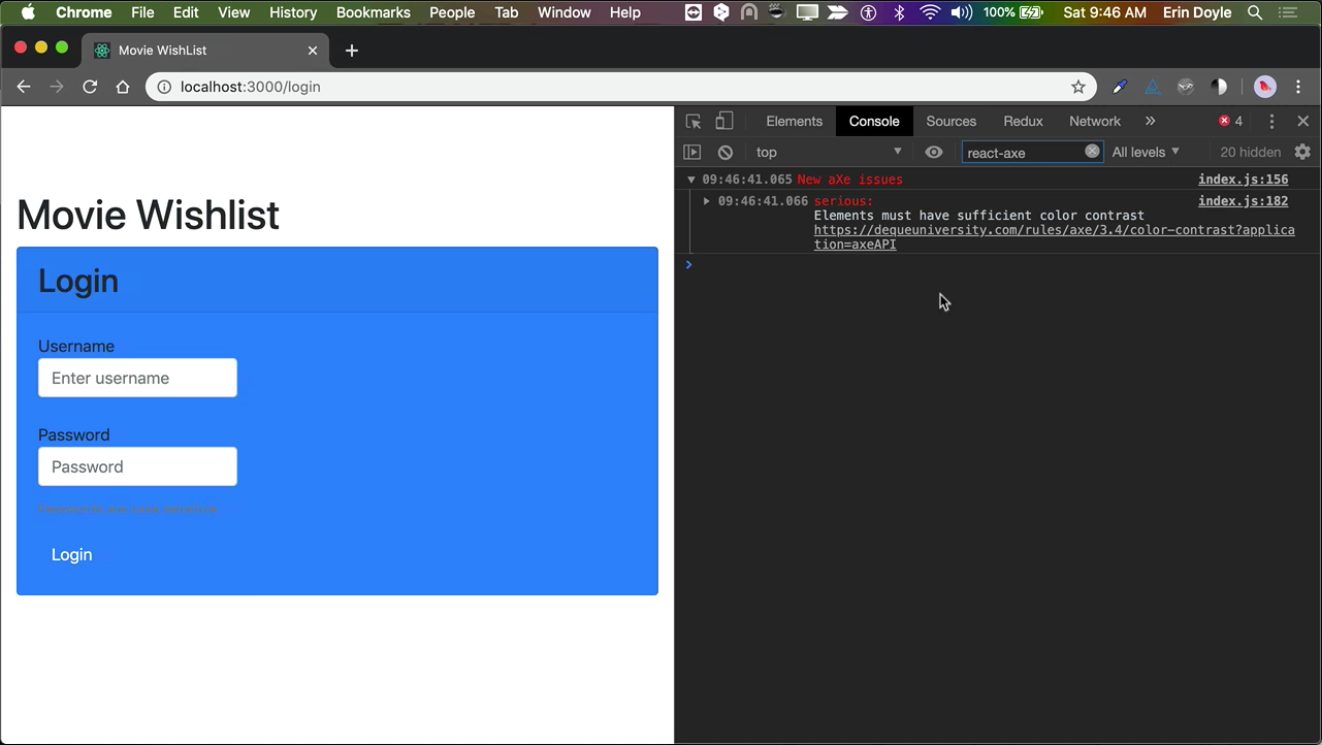 Chrome File Edit View History Bookmarks People Tab Window Help 100% Sat 9:46 AM Erin Doyle
Movie WishList
localhost:3000/login
Movie Wishlist
Login
Username
Enter username
Password
Password
Passwords are case sensitive
Login
Elements Console Sources Redux Network 4
top react-axe All levels 20 hidden
09:46:41.065 New aXe issues index.js:156
09:46:41.066 serious: index.js:182
Elements must have sufficient color contrast
https://dequeuniversity.com/rules/axe/3.4/color-contrast?applica
tion=axeAPI